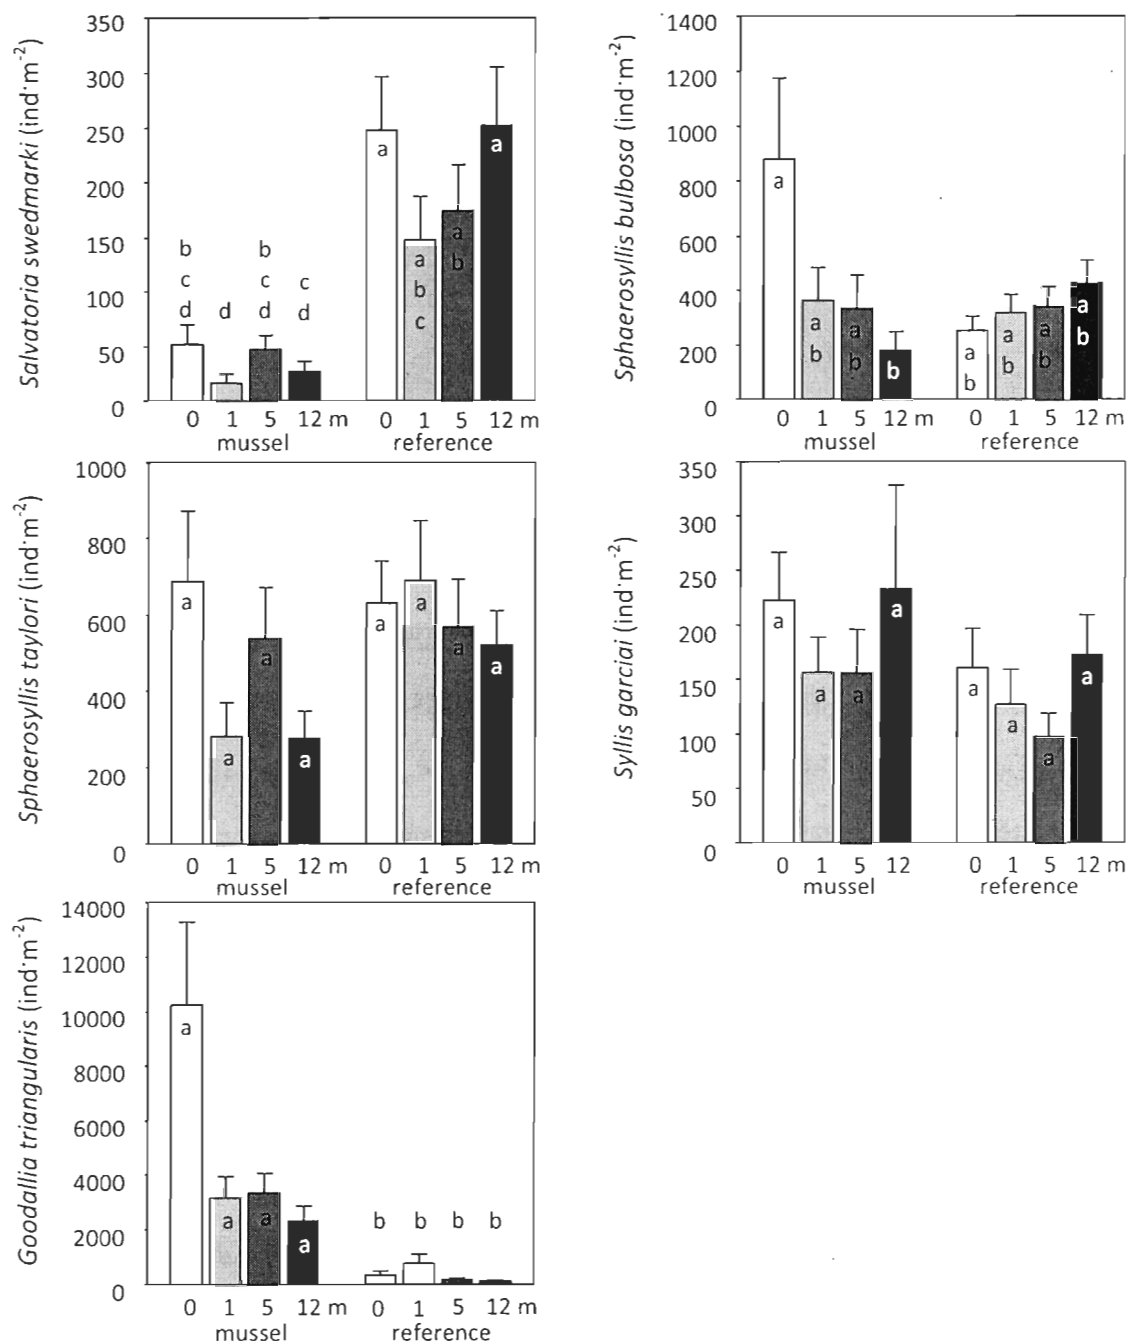 Salvatoria swedmarki (ind·m-2)
350
300
250
200
150
100
50
0
b
c
d
d
b
c
d
c
d
a
a
b
c
a
b
a
0 1 5 12 m 0 1 5 12 m
mussel reference
Sphaerosyllis bulbosa (ind·m-2)
1400
1200
1000
800
600
400
200
0
a
a
b
a
b
b
a
b
a
b
a
b
a
b
0 1 5 12 m 0 1 5 12 m
mussel reference
Sphaerosyllis taylori (ind·m-2)
1000
800
600
400
200
0
a
a
a
a
a
a
a
a
0 1 5 12 m 0 1 5 12 m
mussel reference
Syllis garciai (ind·m-2)
350
300
250
200
150
100
50
0
a
a
a
a
a
a
a
a
0 1 5 12 0 1 5 12 m
mussel reference
Goodallia triangularis (ind·m-2)
14000
12000
10000
8000
6000
4000
2000
0
a
a
a
a
b b b b
0 1 5 12 m 0 1 5 12 m
mussel reference